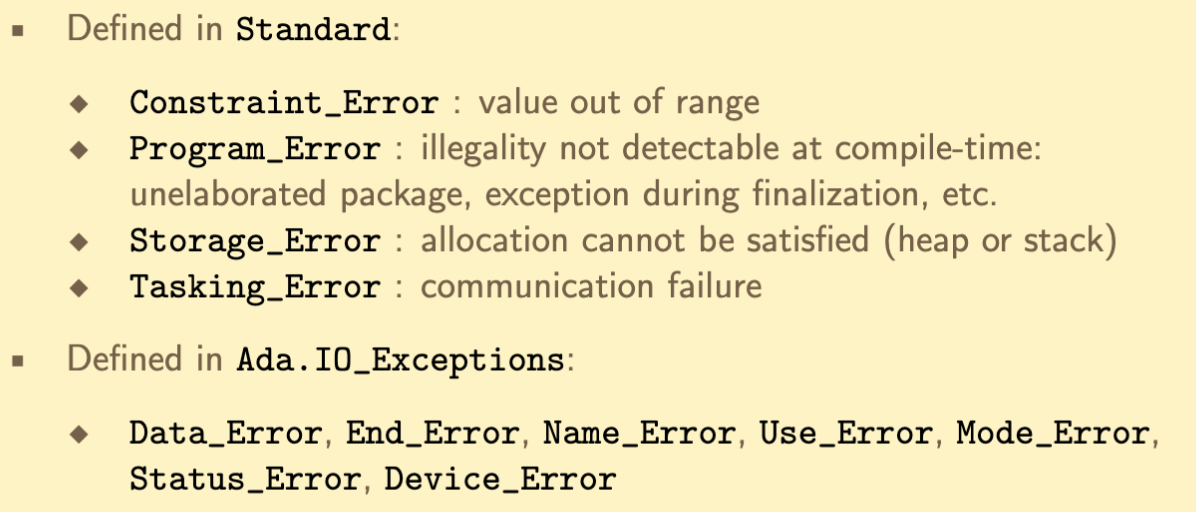 ▪ Defined in Standard:
◆ Constraint_Error : value out of range
◆ Program_Error : illegality not detectable at compile-time:
unelaborated package, exception during finalization, etc.
◆ Storage_Error : allocation cannot be satisfied (heap or stack)
◆ Tasking_Error : communication failure
▪ Defined in Ada.IO_Exceptions:
◆ Data_Error, End_Error, Name_Error, Use_Error, Mode_Error,
Status_Error, Device_Error